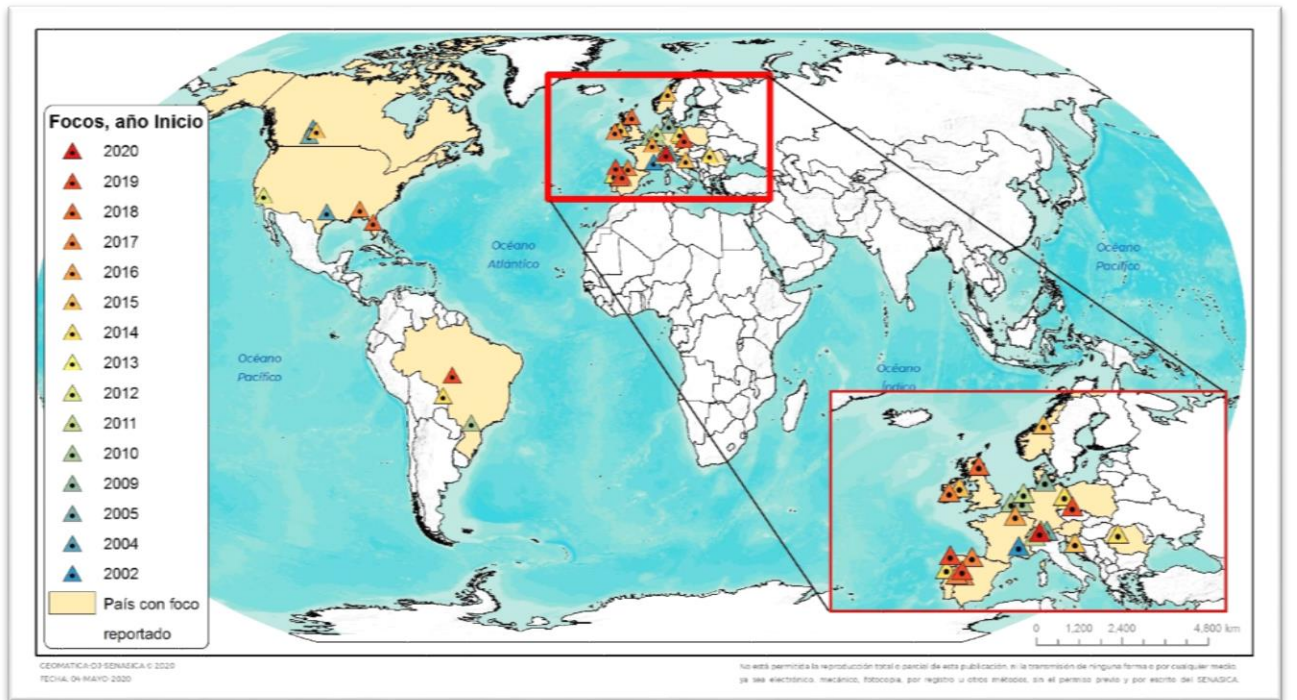 Focos, año Inicio
2020
2019
2018
2017
2016
2015
2014
2013
2012
2011
2010
2009
2005
2004
2002
País con foco
reportado
Océano
Atlántico
Océano
Pacífico
Océano
Pacífico
Océano
Índico
0 1,200 2,400 4,800 km
GEOMATICA-DJ-SENASICA © 2020
FECHA: 04-MAYO-2020
No está permitida la reproducción total o parcial de esta publicación, ni la transmisión de ninguna forma o por cualquier medio,
ya sea electrónico, mecánico, fotocopia, por registro u otros métodos, sin el permiso previo y por escrito del SENASICA.